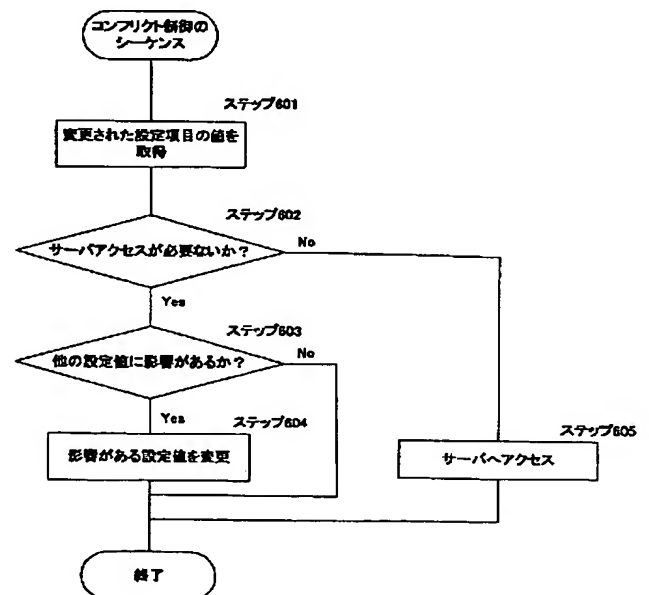 コンフリクト制御の
シーケンス
ステップ601
変更された設定項目の値を
取得
ステップ602
サーバアクセスが必要ないか?
No
Yes
ステップ603
他の設定値に影響があるか?
No
Yes
ステップ604
影響がある設定値を変更
ステップ605
サーバへアクセス
終了